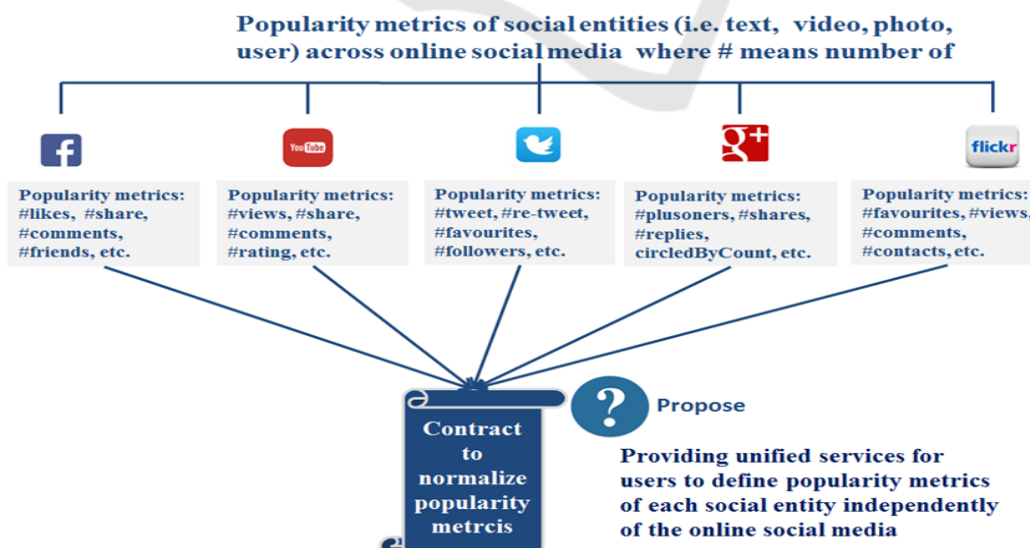 Popularity metrics of social entities (i.e. text, video, photo,
user) across online social media where # means number of
f
You Tube
g+
flickr
Popularity metrics:
#likes, #share,
#comments,
#friends, etc.
Popularity metrics:
#views, #share,
#comments,
#rating, etc.
Popularity metrics:
#tweet, #re-tweet,
#favourites,
#followers, etc.
Popularity metrics:
#plusoners, #shares,
#replies,
circledByCount, etc.
Popularity metrics:
#favourites, #views,
#comments,
#contacts, etc.
Contract
to
normalize
popularity
metrcis
?
Propose
Providing unified services for
users to define popularity metrics
of each social entity independently
of the online social media